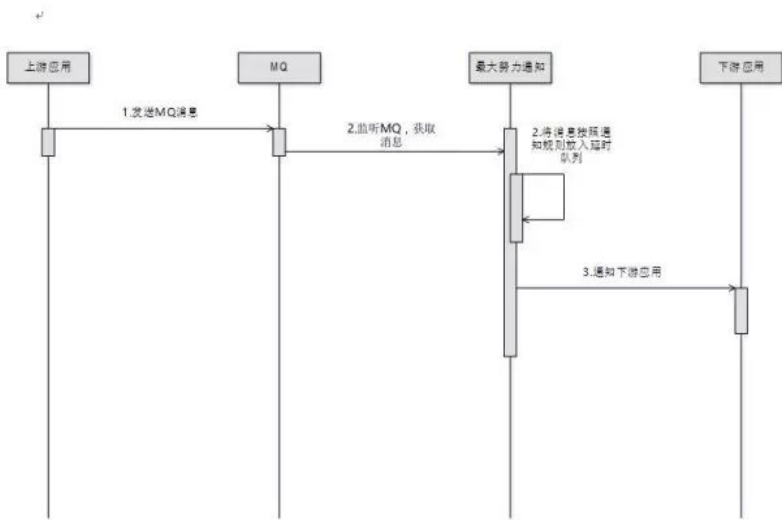 上游应用
MQ
最大努力通知
下游应用
1.发送MQ消息
2.监听MQ，获取
消息
2.将消息按照通
知规则放入延时
队列
3.通知下游应用